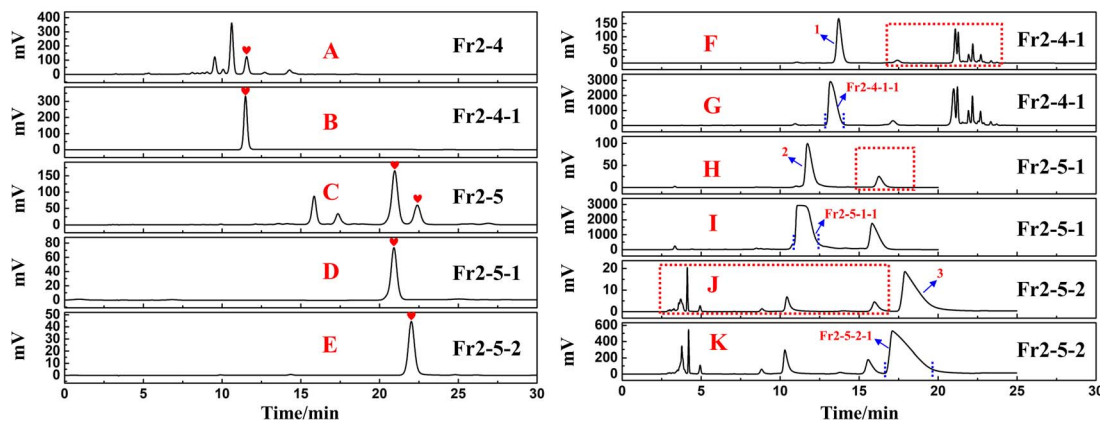 mV
400
300
200
100
0
A
Fr2-4
mV
300
200
100
0
B
Fr2-4-1
mV
150
100
50
0
C
Fr2-5
mV
80
60
40
20
0
D
Fr2-5-1
mV
50
40
30
20
10
0
E
Fr2-5-2
0 5 10 15 20 25 30
Time/min
mV
150
100
50
0
F
1
Fr2-4-1
mV
3000
2000
1000
0
G
Fr2-4-1-1
Fr2-4-1
mV
100
50
0
H
2
Fr2-5-1
mV
3000
2000
1000
0
I
Fr2-5-1-1
Fr2-5-1
mV
20
10
0
J
3
Fr2-5-2
mV
600
400
200
0
K
Fr2-5-2-1
Fr2-5-2
0 5 10 15 20 25 30
Time/min